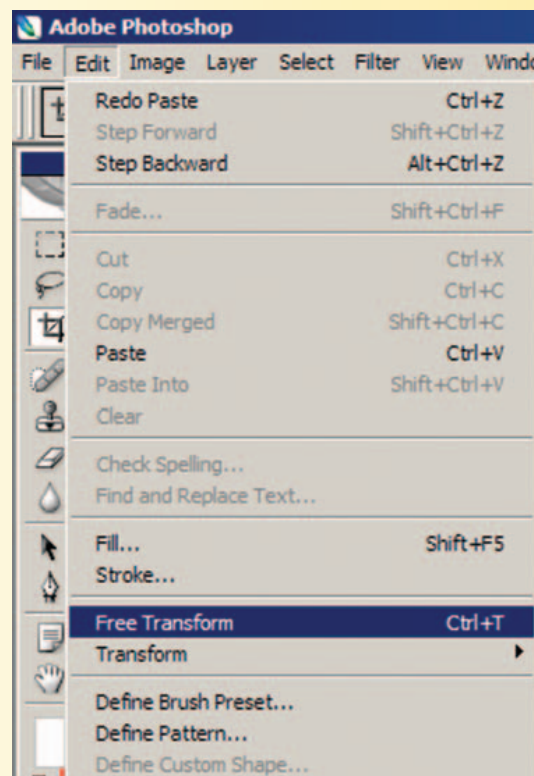 Adobe Photoshop
File Edit Image Layer Select Filter View
Redo Paste Ctrl+Z
Step Forward Shift+Ctrl+Z
Step Backward Alt+Ctrl+Z
Fade... Shift+Ctrl+F
Cut Ctrl+X
Copy Ctrl+C
Copy Merged Shift+Ctrl+C
Paste Ctrl+V
Paste Into Shift+Ctrl+V
Clear
Check Spelling...
Find and Replace Text...
Fill... Shift+F5
Stroke...
Free Transform Ctrl+T
Transform
Define Brush Preset...
Define Pattern...
Define Custom Shape...